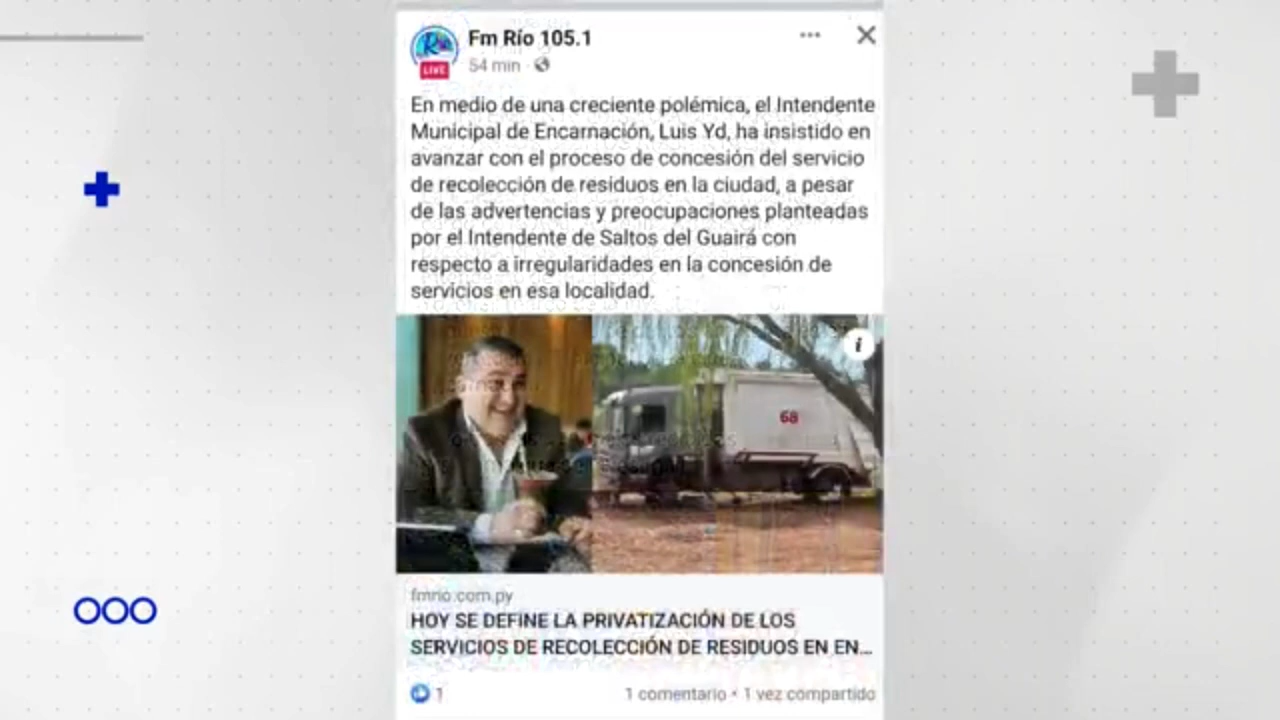 Fm Río 105.1
Río
LIVE
54 min
En medio de una creciente polémica, el Intendente
Municipal de Encarnación, Luis Yd, ha insistido en
avanzar con el proceso de concesión del servicio
de recolección de residuos en la ciudad, a pesar
de las advertencias y preocupaciones planteadas
por el Intendente de Saltos del Guairá con
respecto a irregularidades en la concesión de
servicios en esa localidad.
i
68
fmrio.com.py
HOY SE DEFINE LA PRIVATIZACIÓN DE LOS
SERVICIOS DE RECOLECCIÓN DE RESIDUOS EN EN...
1
1 comentario • 1 vez compartido